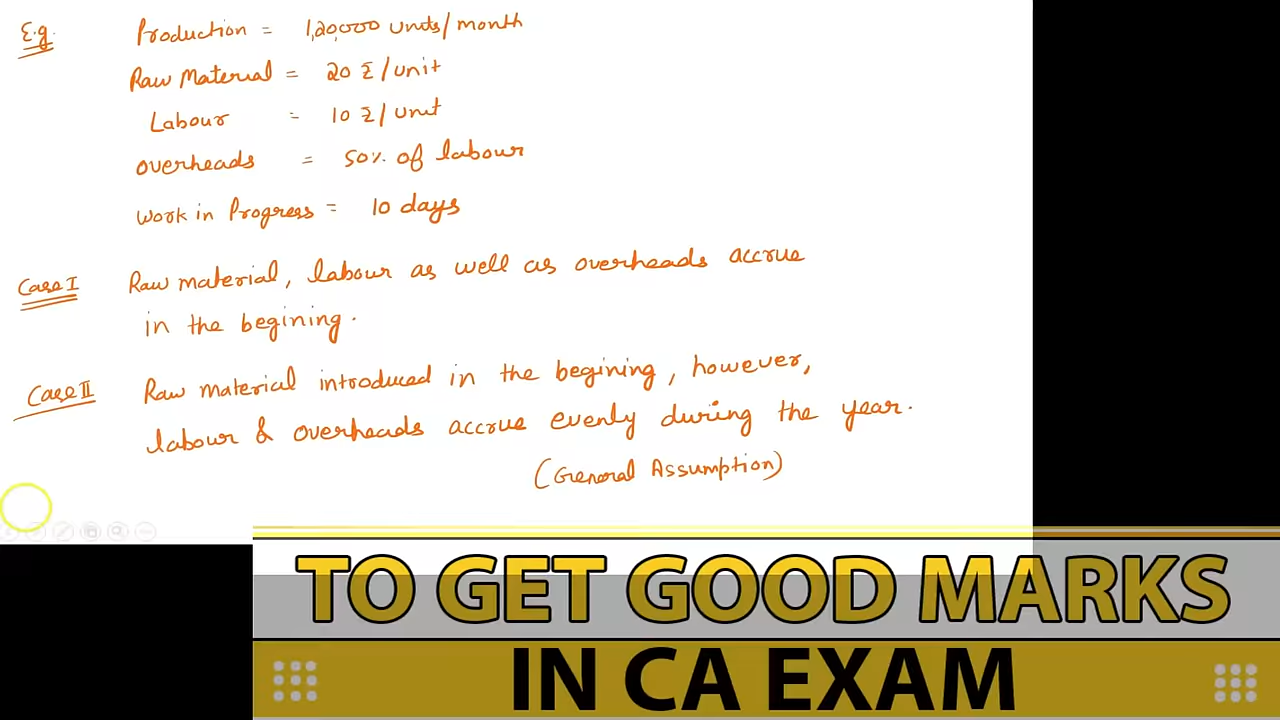 E.g. Production = 1,20,000 units/month
Raw Material = 20 ₹/unit
Labour = 10 ₹/unit
overheads = 50% of labour
Work in Progress = 10 days
Case I Raw material, labour as well as overheads accrue
in the begining.
Case II Raw material introduced in the begining, however,
labour & overheads accrue evenly during the year.
(General Assumption)
TO GET GOOD MARKS
IN CA EXAM